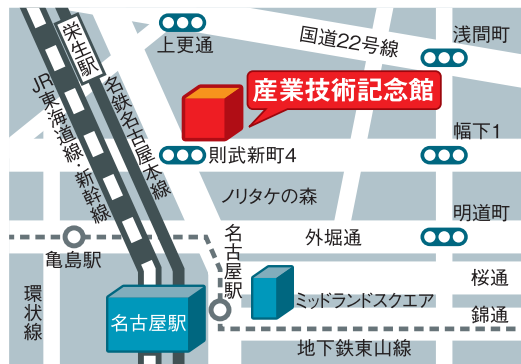 栄生駅
上更通
国道22号線
浅間町
産業技術記念館
JR東海道線・新幹線
名鉄名古屋本線
則武新町4
幅下1
ノリタケの森
明道町
名古屋駅
外堀通
亀島駅
桜通
環状線
名古屋駅
ミッドランドスクエア
錦通
地下鉄東山線